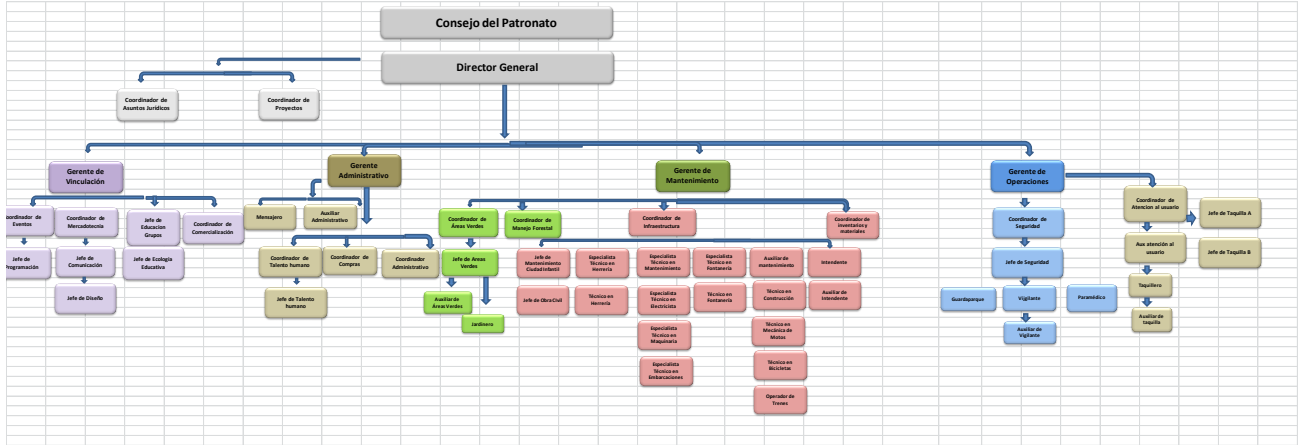 Consejo del Patronato
Director General
Coordinador de
Asuntos Jurídicos
Coordinador de
Proyectos
Gerente de
Vinculación
Gerente
Administrativo
Gerente de
Mantenimiento
Gerente de
Operaciones
oordinador de
Eventos
Coordinador de
Mercadotecnia
Jefe de
Educacion
Grupos
Coordinador de
Comercialización
Jefe de
Programación
Jefe de
Comunicación
Jefe de Ecología
Educativa
Jefe de Diseño
Mensajero
Auxiliar
Administrativo
Coordinador de
Talento humano
Coordinador de
Compras
Coordinador
Administrativo
Jefe de Talento
humano
Coordinador de
Áreas Verdes
Coordinador de
Manejo Forestal
Coordinador de
Infraestructura
Coordinador de
inventarios y
materiales
Jefe de Areas
Verdes
Auxiliar de
Áreas Verdes
Jardinero
Jefe de
Mantenimiento
Ciudad Infantil
Especialista
Técnico en
Herrería
Especialista
Técnico en
Mantenimiento
Especialista
Técnico en
Fontanería
Auxiliar de
mantenimiento
Intendente
Jefe de Obra Civil
Técnico en
Herrería
Especialista
Técnico en
Electricista
Técnico en
Fontanería
Técnico en
Construcción
Auxiliar de
Intendente
Especialista
Técnico en
Maquinaria
Técnico en
Mecánica de
Motos
Especialista
Técnico en
Embarcaciones
Técnico en
Bicicletas
Operador de
Trenes
Coordinador de
Seguridad
Jefe de Seguridad
Guardaparque
Vijgilante
Paramédico
Auxiliar de
Vigilante
Coordinador de
Atencion al usuario
Jefe de Taquilla A
Aux atención al
usuario
Jefe de Taquilla B
Taquillero
Auxiliar de
taquilla